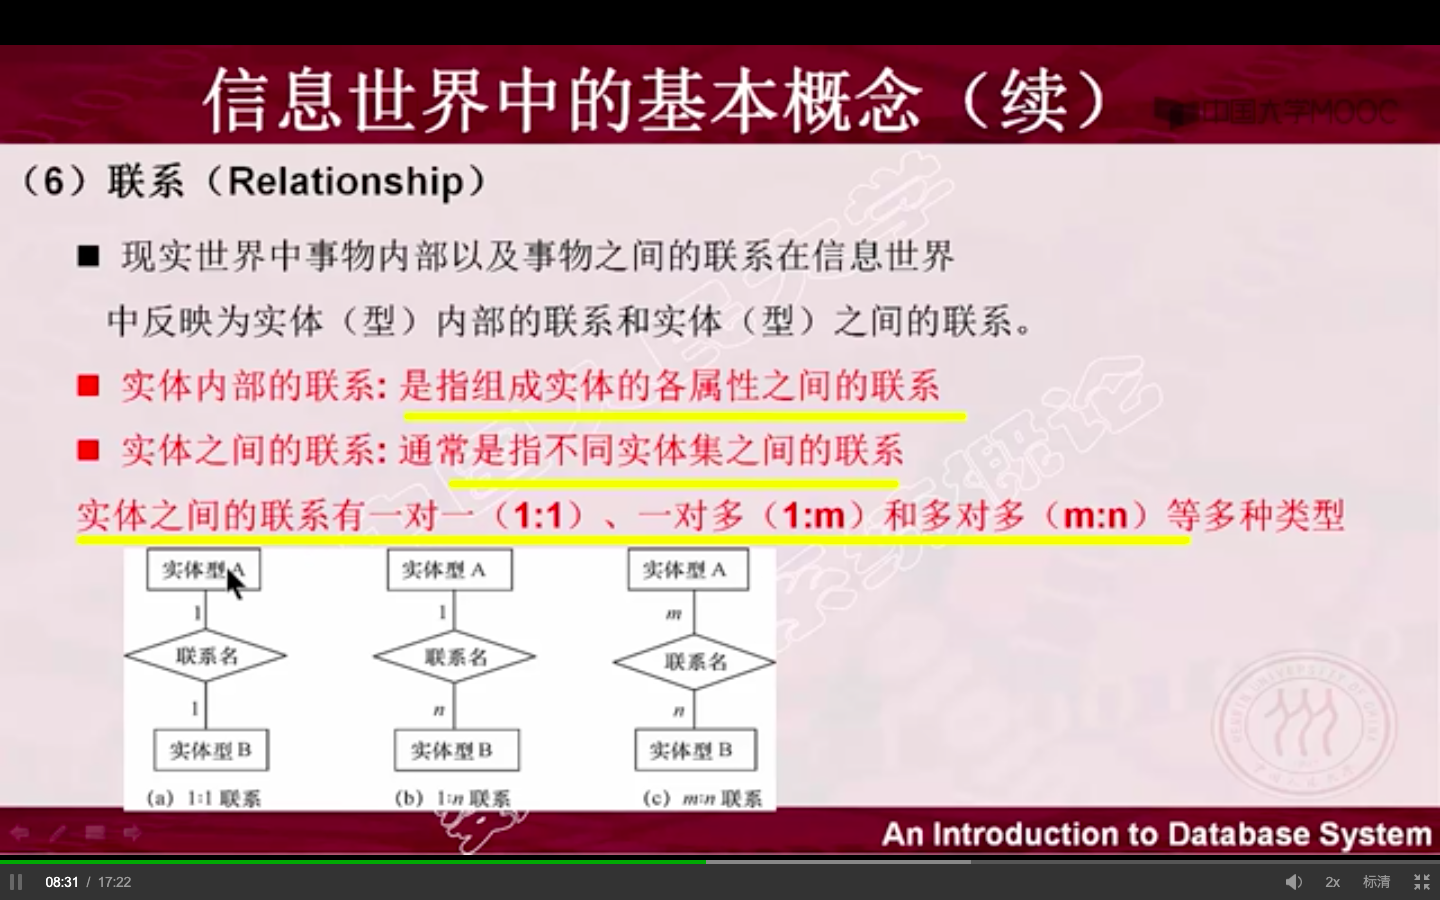 信息世界中的基本概念（续）
中国大学MOOC
（6）联系（Relationship）
■ 现实世界中事物内部以及事物之间的联系在信息世界
中反映为实体（型）内部的联系和实体（型）之间的联系。
■ 实体内部的联系: 是指组成实体的各属性之间的联系
■ 实体之间的联系: 通常是指不同实体集之间的联系
实体之间的联系有一对一（1:1）、一对多（1:m）和多对多（m:n）等多种类型
实体型A 实体型A 实体型A
1 1 m
联系名 联系名 联系名
1 n n
实体型B 实体型B 实体型B
(a) 1:1联系 (b) 1:n联系 (c) m:n联系
An Introduction to Database System
08:31 / 17:22 2x 标清